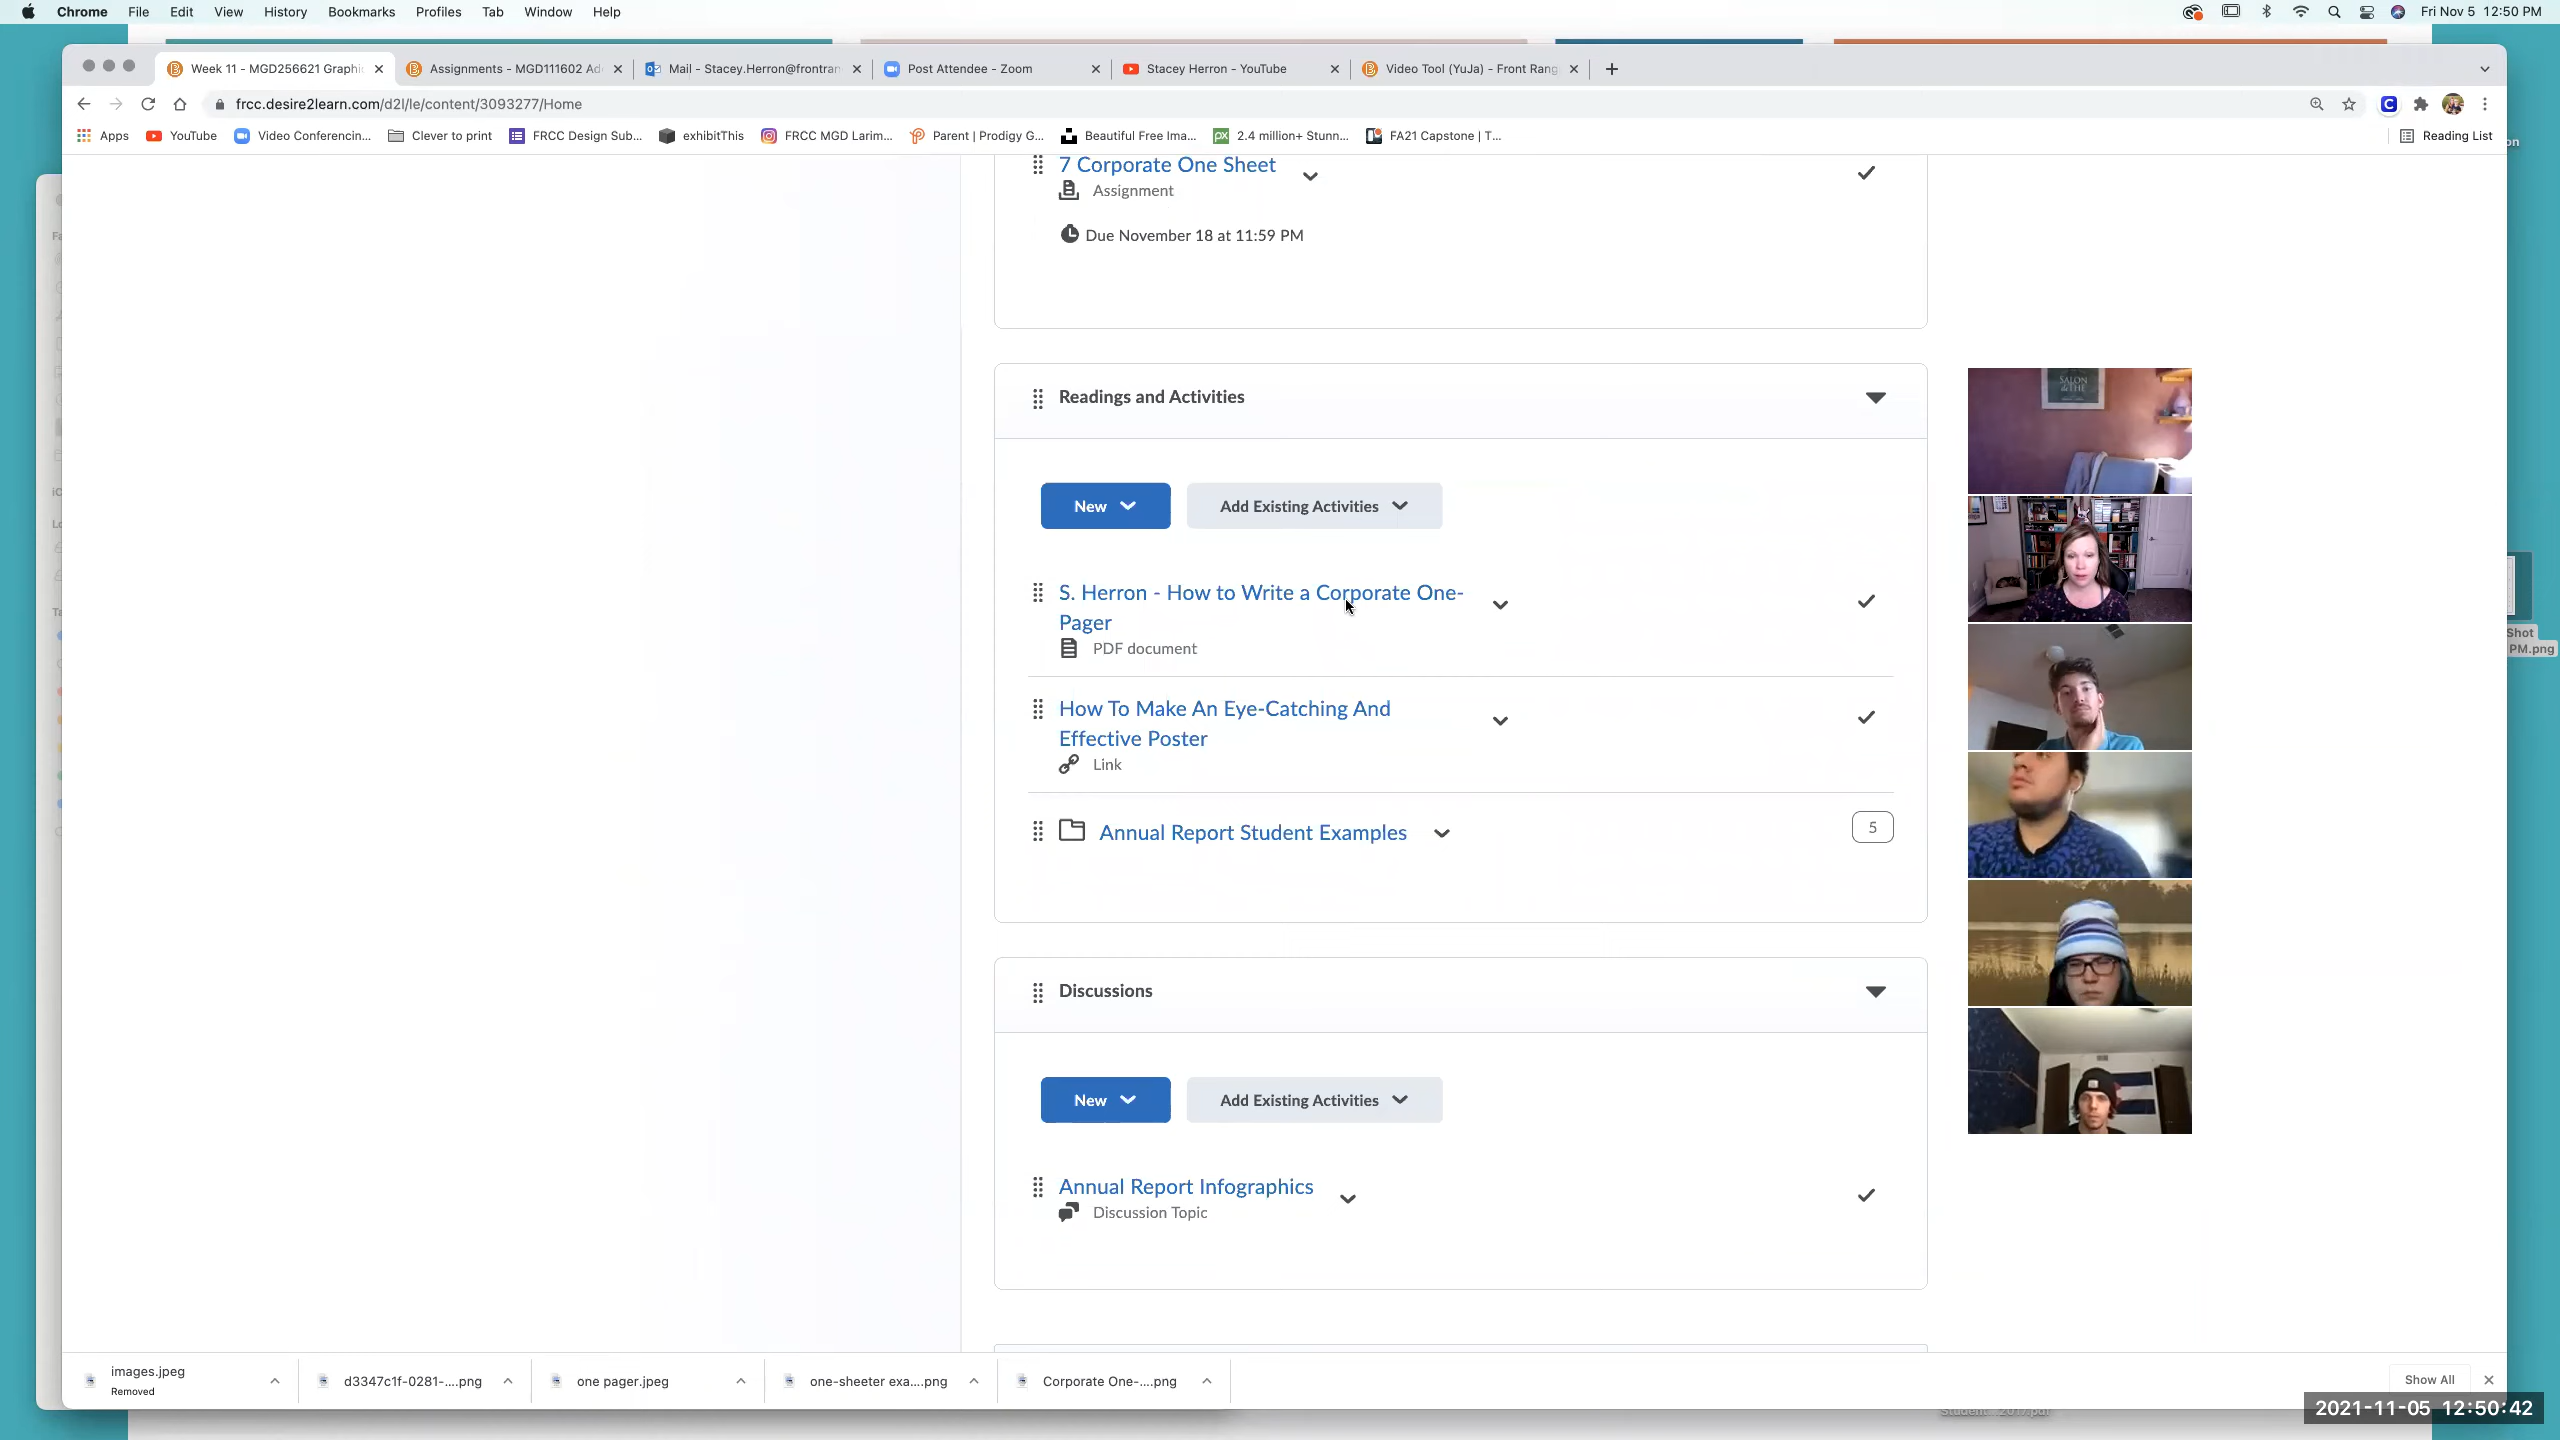 Chrome File Edit View History Bookmarks Profiles Tab Window Help
Fri Nov 5 12:50 PM
Week 11 - MGD256621 Graphi
Assignments - MGD111602 Ad
Mail - Stacey.Herron@frontran
Post Attendee - Zoom
Stacey Herron - YouTube
Video Tool (YuJa) - Front Rang
frcc.desire2learn.com/d2l/le/content/3093277/Home
Apps YouTube Video Conferencin... Clever to print FRCC Design Sub... exhibitThis FRCC MGD Larim... Parent | Prodigy G... Beautiful Free Ima... 2.4 million+ Stunn... FA21 Capstone | T... Reading List
on
7 Corporate One Sheet
Assignment
Due November 18 at 11:59 PM
Readings and Activities
SALON
New Add Existing Activities
S. Herron - How to Write a Corporate One-
Pager
PDF document
Shot
PM.png
How To Make An Eye-Catching And
Effective Poster
Link
Annual Report Student Examples
5
Discussions
New Add Existing Activities
Annual Report Infographics
Discussion Topic
images.jpeg
Removed
d3347c1f-0281-....png
one pager.jpeg
one-sheeter exa....png
Corporate One-....png
Show All
2021-11-05 12:50:42